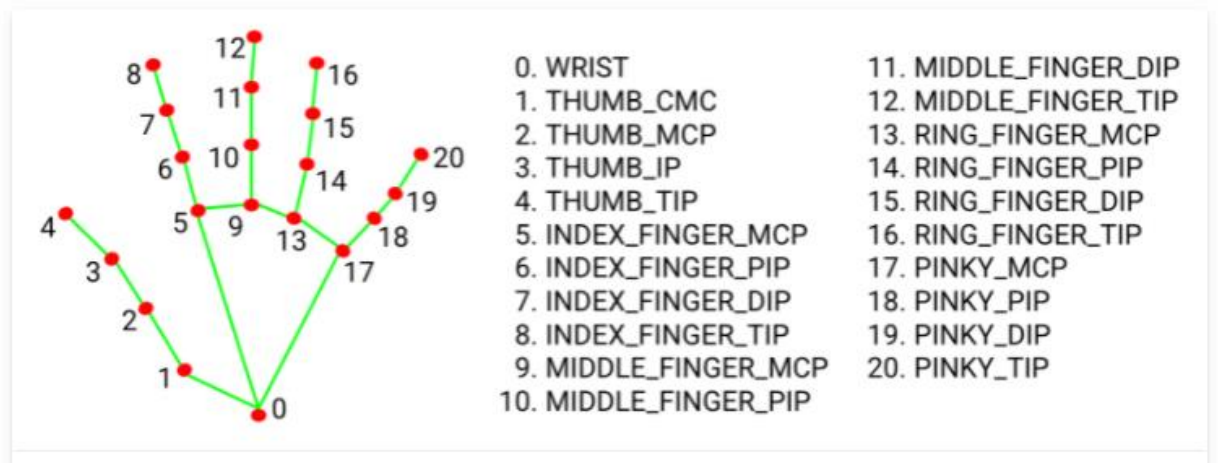 12
8
16
11
7
15
6
10
20
14
4
19
5
9
18
13
3
17
2
1
0
0. WRIST
1. THUMB_CMC
2. THUMB_MCP
3. THUMB_IP
4. THUMB_TIP
5. INDEX_FINGER_MCP
6. INDEX_FINGER_PIP
7. INDEX_FINGER_DIP
8. INDEX_FINGER_TIP
9. MIDDLE_FINGER_MCP
10. MIDDLE_FINGER_PIP
11. MIDDLE_FINGER_DIP
12. MIDDLE_FINGER_TIP
13. RING_FINGER_MCP
14. RING_FINGER_PIP
15. RING_FINGER_DIP
16. RING_FINGER_TIP
17. PINKY_MCP
18. PINKY_PIP
19. PINKY_DIP
20. PINKY_TIP